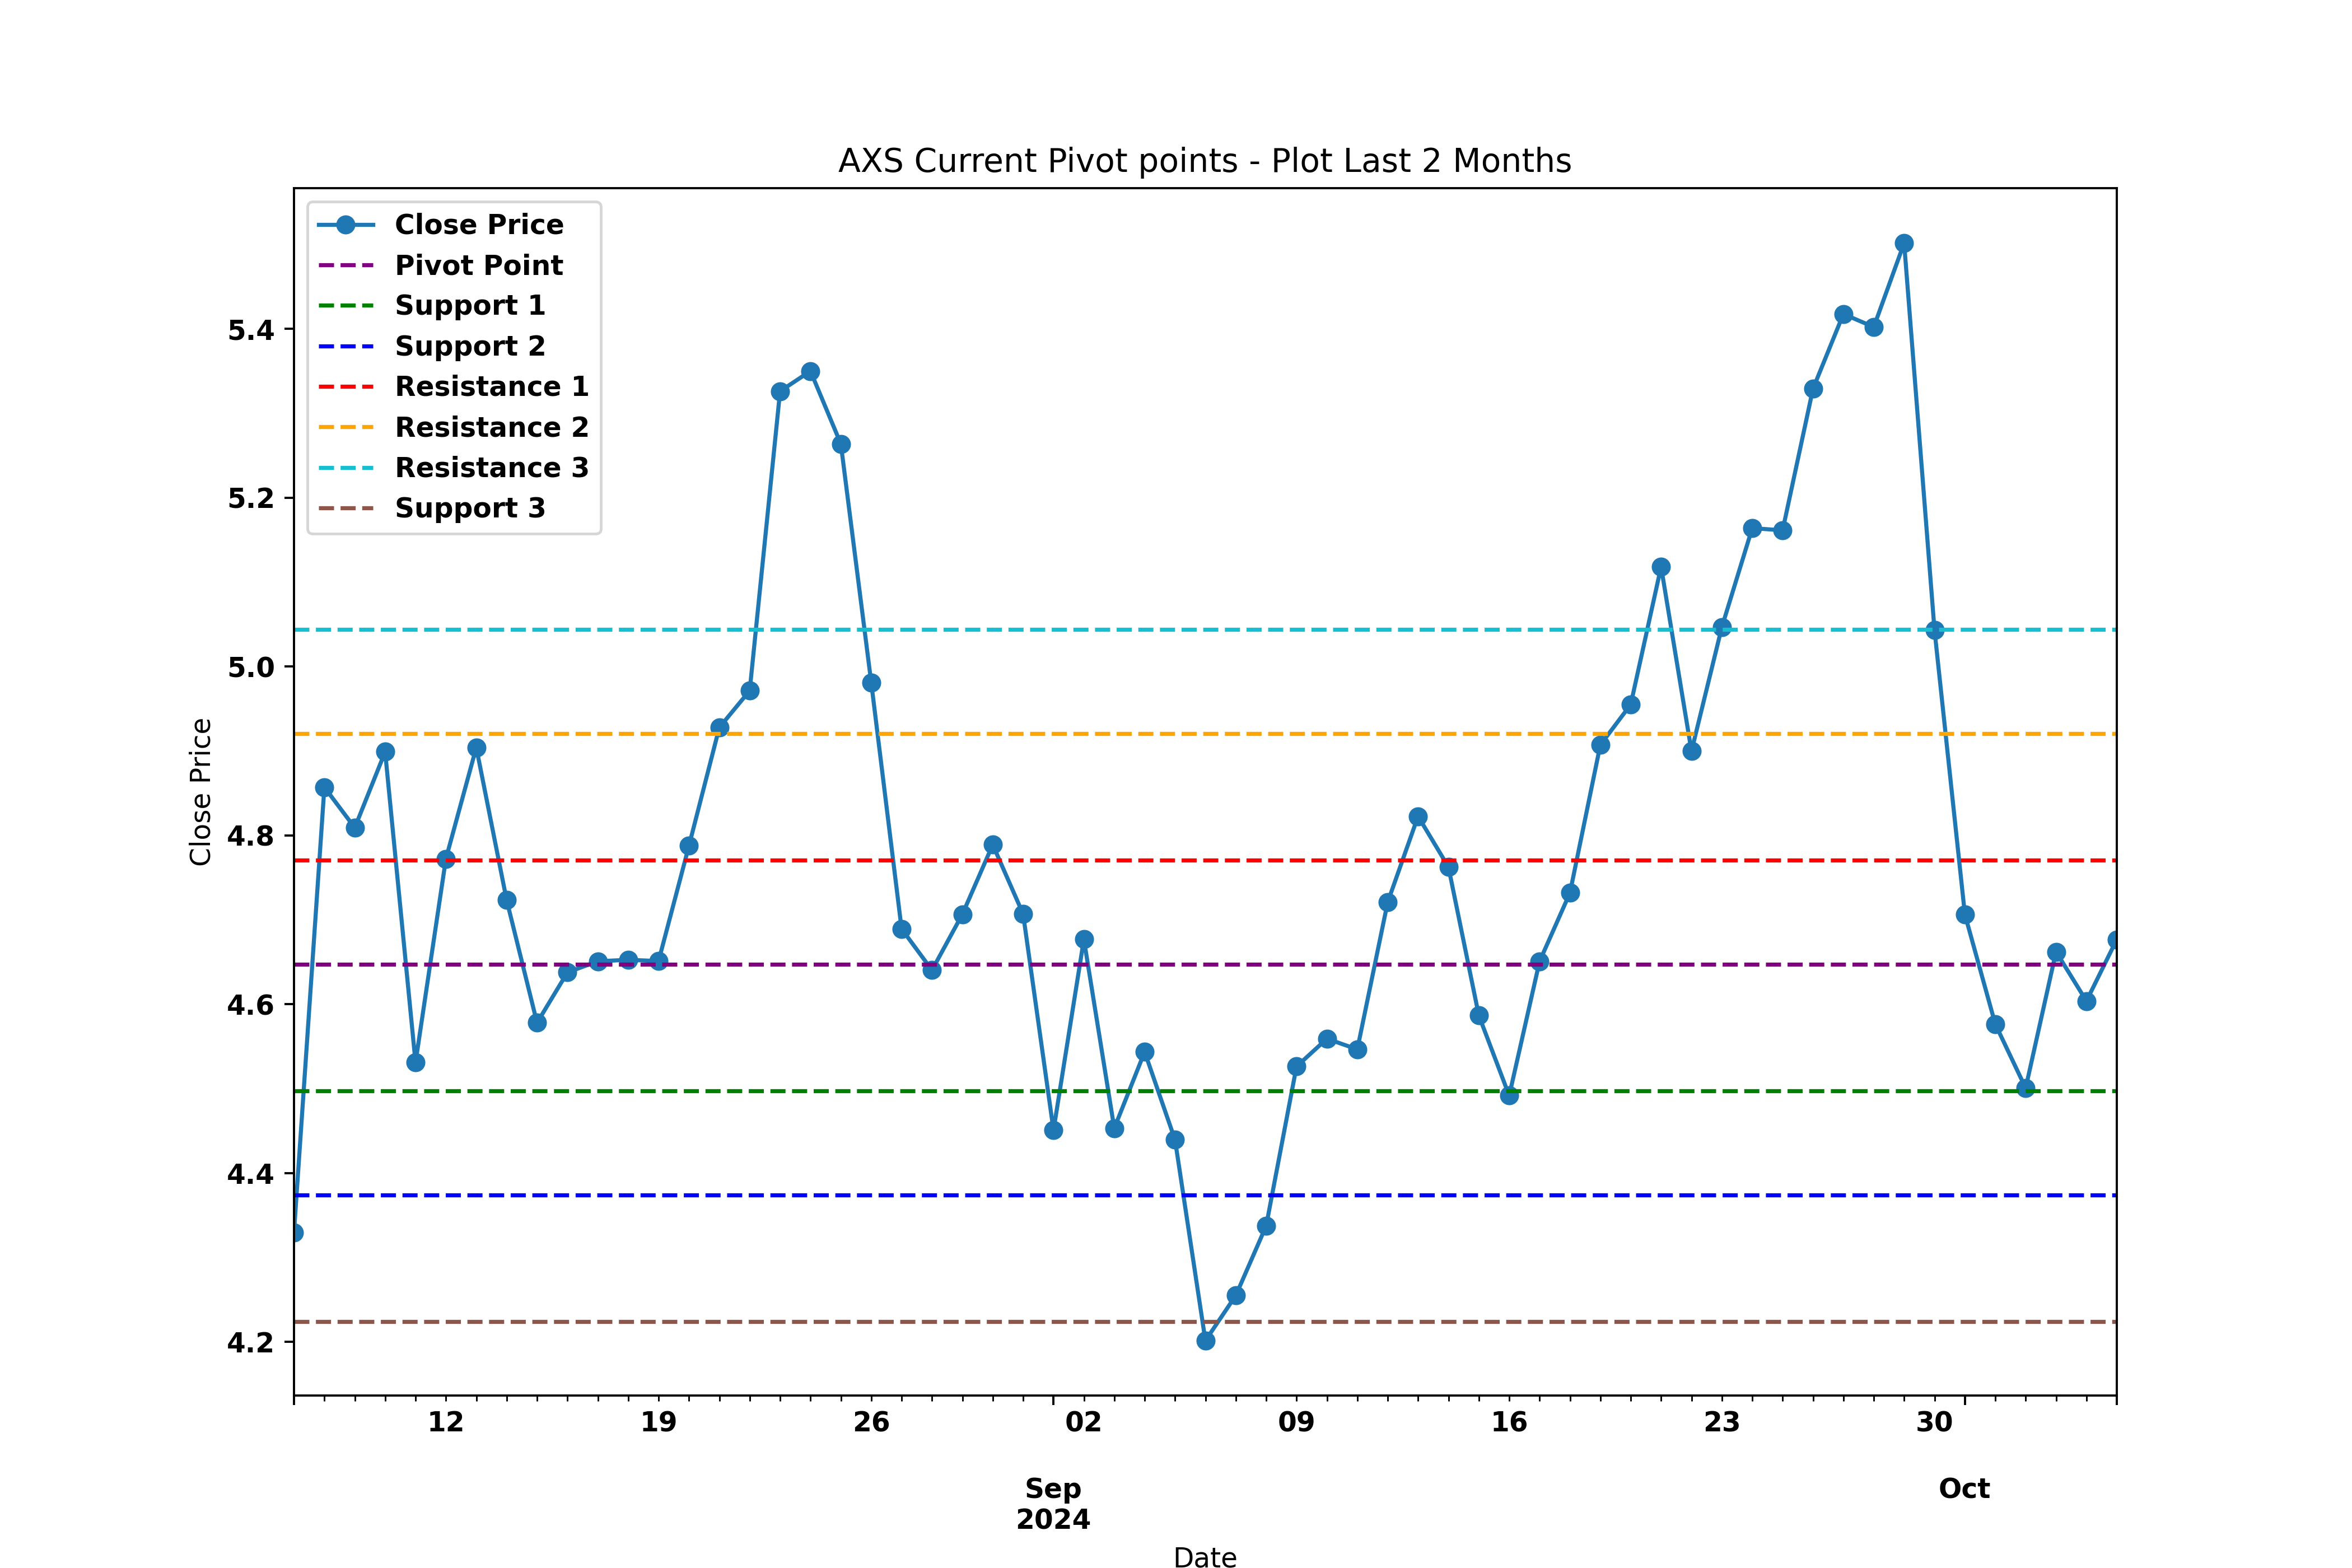 AXS Current Pivot points - Plot Last 2 Months
Close Price
Pivot Point
Support 1
Support 2
Resistance 1
Resistance 2
Resistance 3
Support 3
5.4
5.2
5.0
4.8
4.6
4.4
4.2
Close Price
12 19 26 02 09 16 23 30
Sep Oct
2024
Date